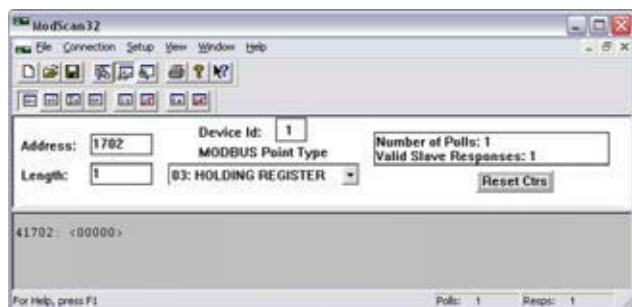 ModScan32
File Connection Setup View Window Help
Address: 1702
Length: 1
Device Id: 1
MODBUS Point Type
03: HOLDING REGISTER
Number of Polls: 1
Valid Slave Responses: 1
Reset Ctrs
41702: <00000>
For Help, press F1
Polls: 1
Resps: 1